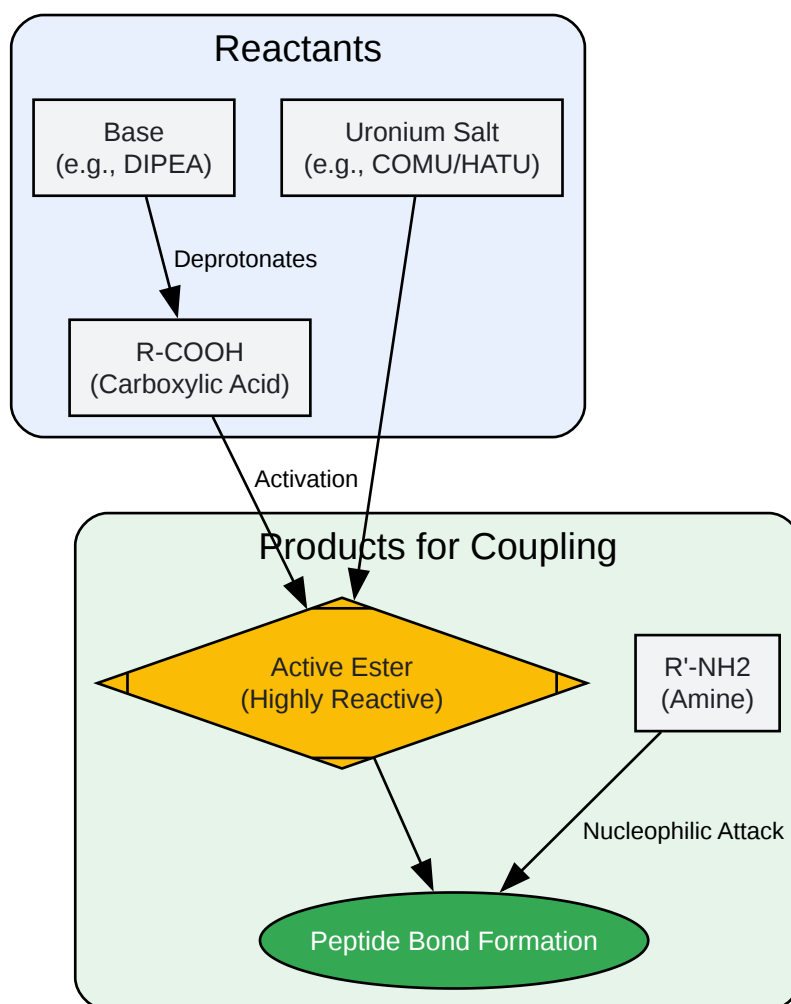 Reactants
Base
(e.g., DIPEA)
Uronium Salt
(e.g., COMU/HATU)
Deprotonates
R-COOH
(Carboxylic Acid)
Activation
Products for Coupling
Active Ester
(Highly Reactive)
R'-NH2
(Amine)
Nucleophilic Attack
Peptide Bond Formation